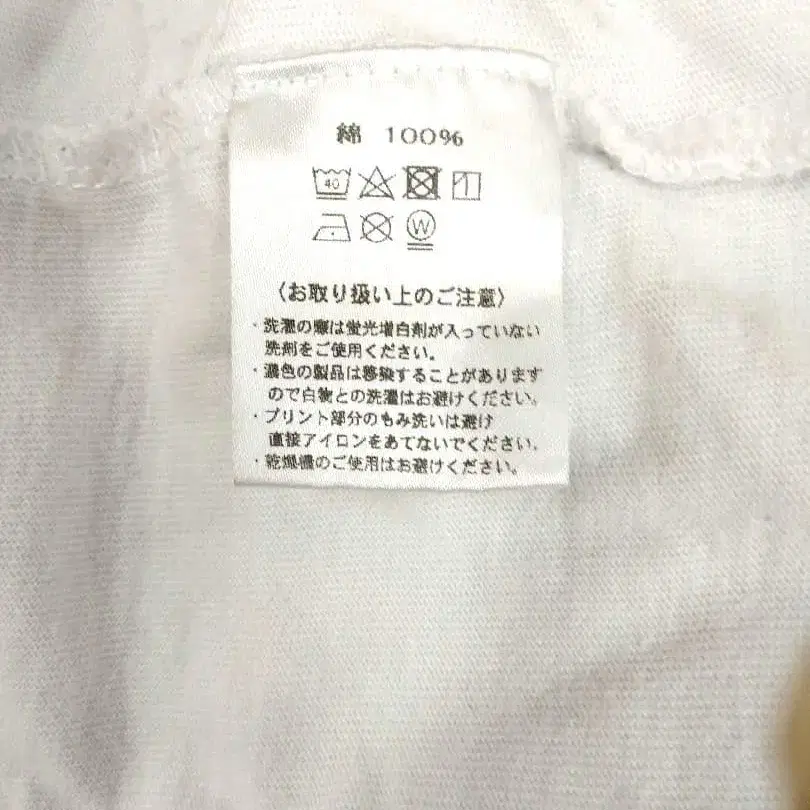 綿 100%
40
W
〈お取り扱い上のご注意〉
・洗濯の際は蛍光増白剤が入っていない
洗剤をご使用ください。
・濃色の製品は移染することがあります
ので白物との洗濯はお避けください。
・プリント部分のもみ洗いは避け
直接アイロンをあてないでください。
・乾燥機のご使用はお避けください。